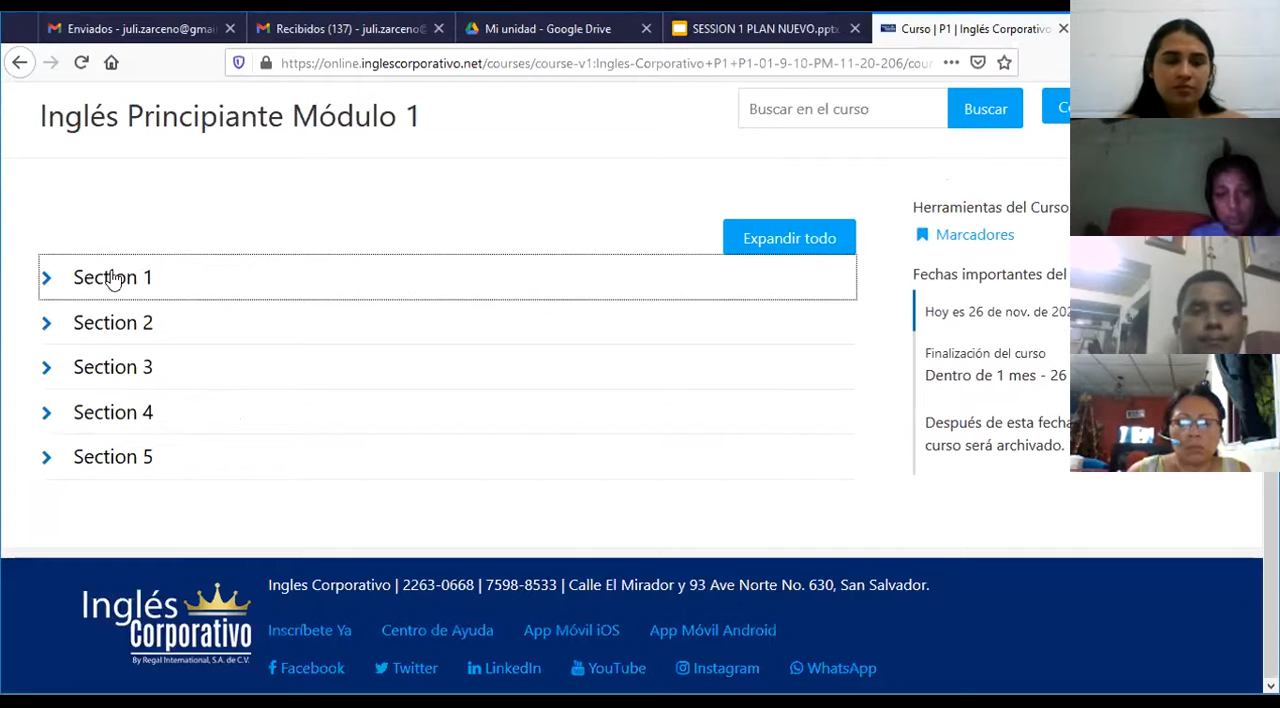 Enviados - juli.zarceno@gmai
Recibidos (137) - juli.zarceno@g
Mi unidad - Google Drive
SESSION 1 PLAN NUEVO.pptx
Curso | P1 | Inglés Corporativo
https://online.inglescorporativo.net/courses/course-v1:Ingles-Corporativo+P1+P1-01-9-10-PM-11-20-206/cour
Inglés Principiante Módulo 1
Buscar en el curso
Buscar
Herramientas del Curso
Expandir todo
Marcadores
Section 1
Fechas importantes del
Section 2
Hoy es 26 de nov. de 202
Section 3
Finalización del curso
Dentro de 1 mes - 26
Section 4
Después de esta fecha
curso será archivado.
Section 5
Inglés
Corporativo
By Regal International, S.A. de C.V.
Ingles Corporativo | 2263-0668 | 7598-8533 | Calle El Mirador y 93 Ave Norte No. 630, San Salvador.
Inscríbete Ya
Centro de Ayuda
App Móvil iOS
App Móvil Android
Facebook
Twitter
LinkedIn
YouTube
Instagram
WhatsApp